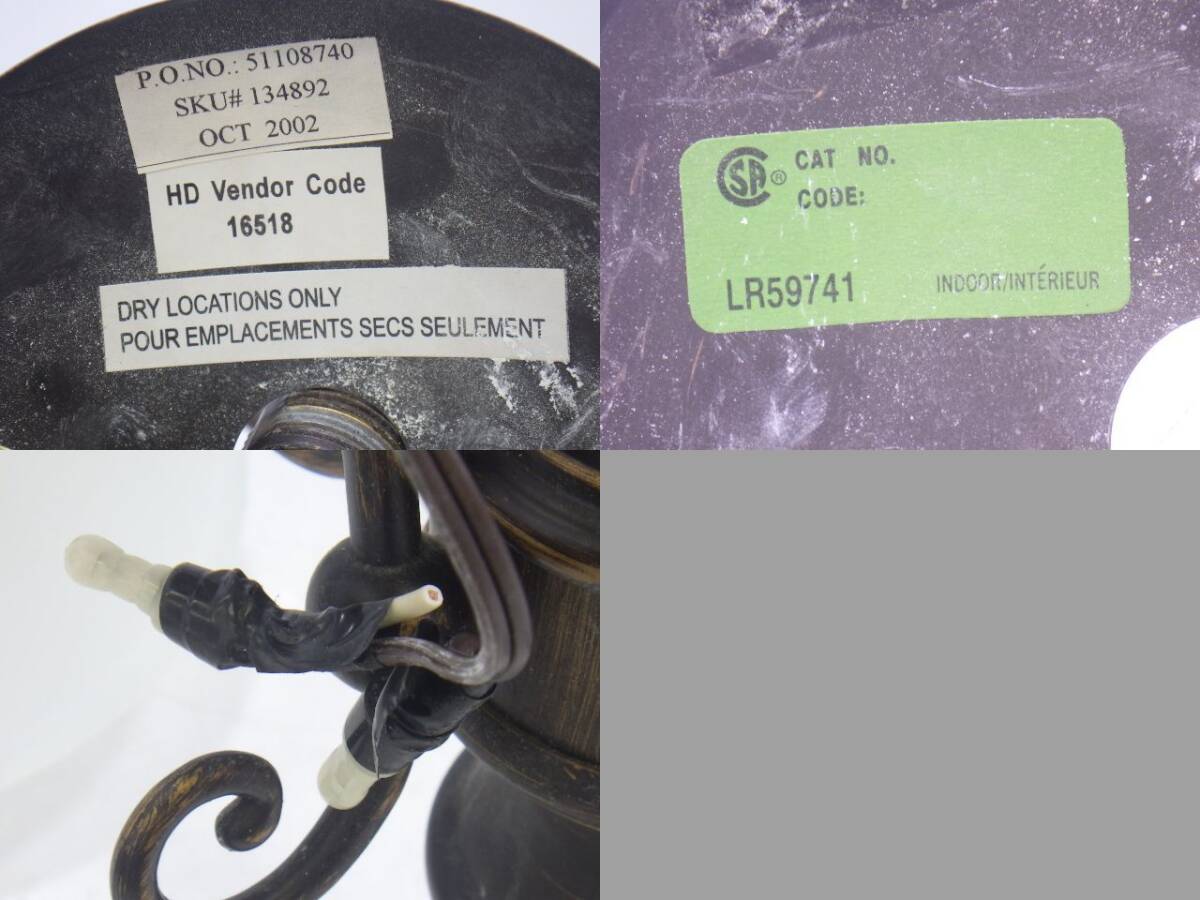 P.O.NO.: 51108740
SKU# 134892
OCT 2002
HD Vendor Code
16518
DRY LOCATIONS ONLY
POUR EMPLACEMENTS SECS SEULEMENT
CSA® CAT NO.
CODE:
LR59741
INDOOR/INTÉRIEUR